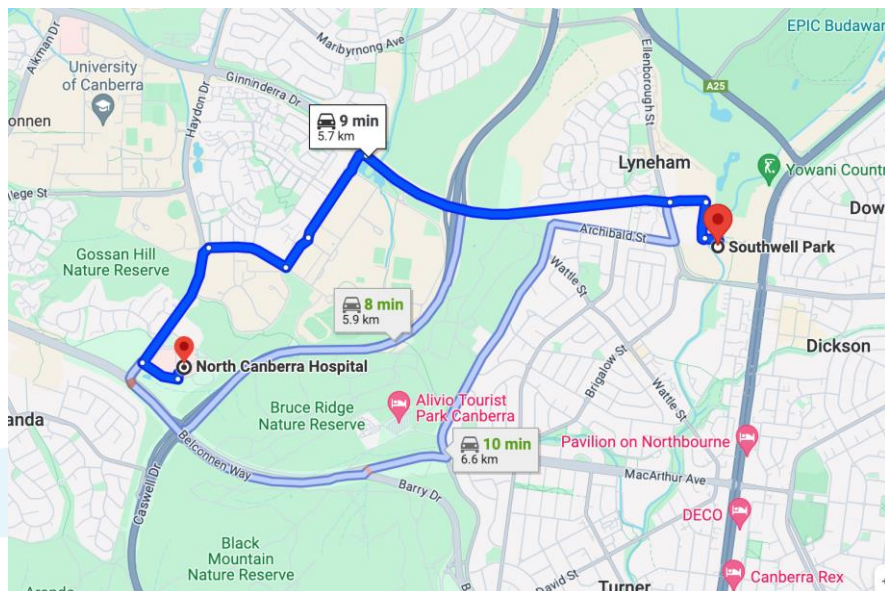 EPIC Budawar
Maribyrnong Ave
Aikman Dr
University
of Canberra
Ginninderra Dr
Ellenborough St
A25
onnen
Haydon Dr
9 min
5.7 km
Lyneham
Yowani Countr
lege St
Dow
Archibald St
Gossan Hill
Nature Reserve
Southwell Park
Wattle St
8 min
5.9 km
Dickson
North Canberra Hospital
Brigalow St
Wattle St
Alivio Tourist
Park Canberra
Bruce Ridge
Nature Reserve
anda
10 min
6.6 km
Pavilion on Northbourne
Belconnen Way
MacArthur Ave
Caswell Dr
Barry Dr
DECO
Black
Mountain
Nature Reserve
David St
Canberra Rex
Turner